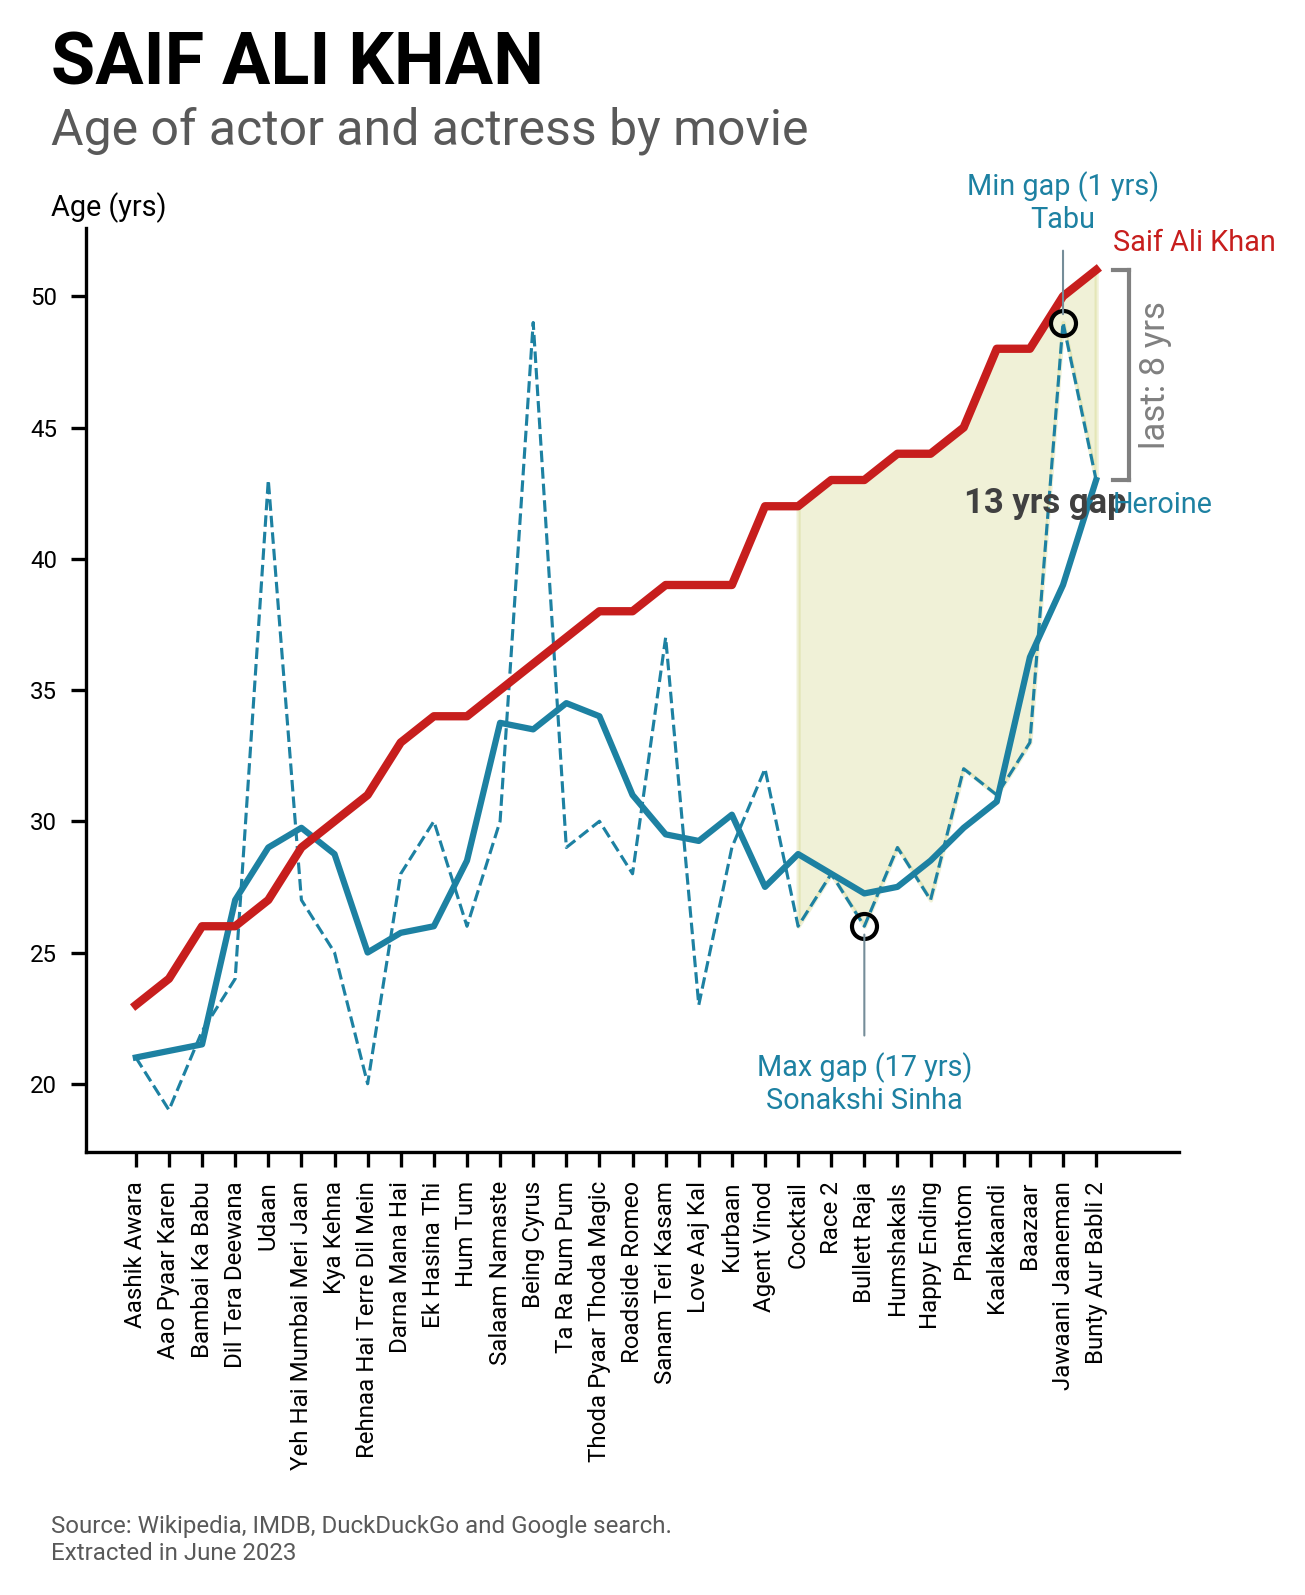 SAIF ALI KHAN
Age of actor and actress by movie
Age (yrs)
Min gap (1 yrs)
Tabu
Saif Ali Khan
50
45
40
35
30
25
20
last: 8 yrs
13 yrs gap
Heroine
Max gap (17 yrs)
Sonakshi Sinha
Aashik Awara
Aao Pyaar Karen
Bambai Ka Babu
Dil Tera Deewana
Udaan
Yeh Hai Mumbai Meri Jaan
Kya Kehna
Rehnaa Hai Terre Dil Mein
Darna Mana Hai
Ek Hasina Thi
Hum Tum
Salaam Namaste
Being Cyrus
Ta Ra Rum Pum
Thoda Pyaar Thoda Magic
Roadside Romeo
Sanam Teri Kasam
Love Aaj Kal
Kurbaan
Agent Vinod
Cocktail
Race 2
Bullett Raja
Humshakals
Happy Ending
Phantom
Kaalakaandi
Baazaar
Jawaani Jaaneman
Bunty Aur Babli 2
Source: Wikipedia, IMDB, DuckDuckGo and Google search.
Extracted in June 2023